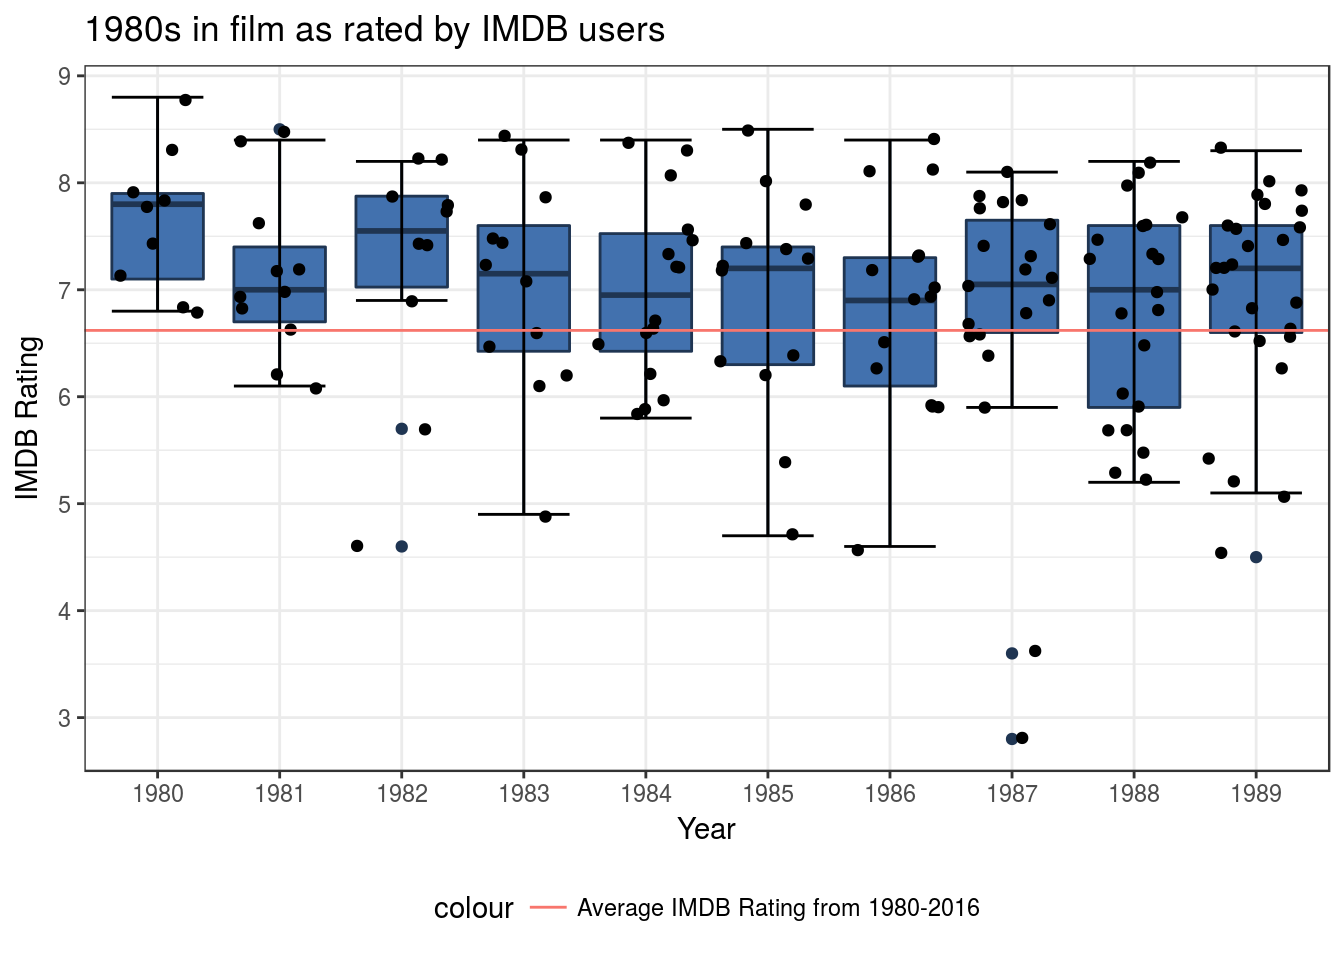 1980s in film as rated by IMDB users
9
8
7
6
5
4
3
IMDB Rating
1980 1981 1982 1983 1984 1985 1986 1987 1988 1989
Year
colour Average IMDB Rating from 1980-2016